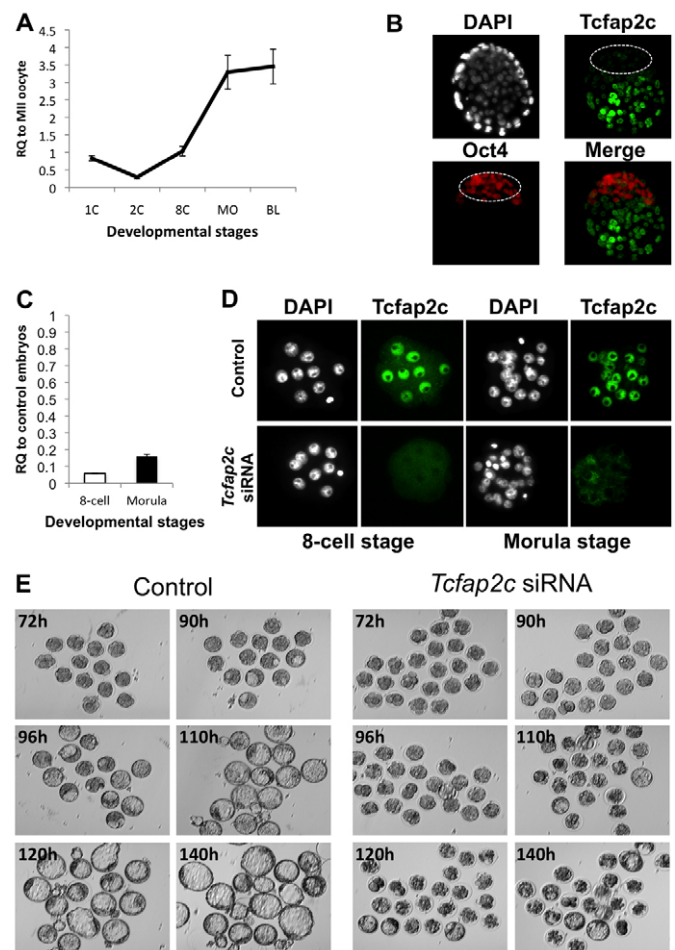 A
RQ to MII oocyte
4.5
4
3.5
3
2.5
2
1.5
1
0.5
0
1C 2C 8C MO BL
Developmental stages
B
DAPI Tcfap2c
Oct4 Merge
C
RQ to control embryos
1
0.9
0.8
0.7
0.6
0.5
0.4
0.3
0.2
0.1
0
8-cell Morula
Developmental stages
D
DAPI Tcfap2c DAPI Tcfap2c
Control
Tcfap2c
siRNA
8-cell stage Morula stage
E
Control Tcfap2c siRNA
72h 90h 72h 90h
96h 110h 96h 110h
120h 140h 120h 140h